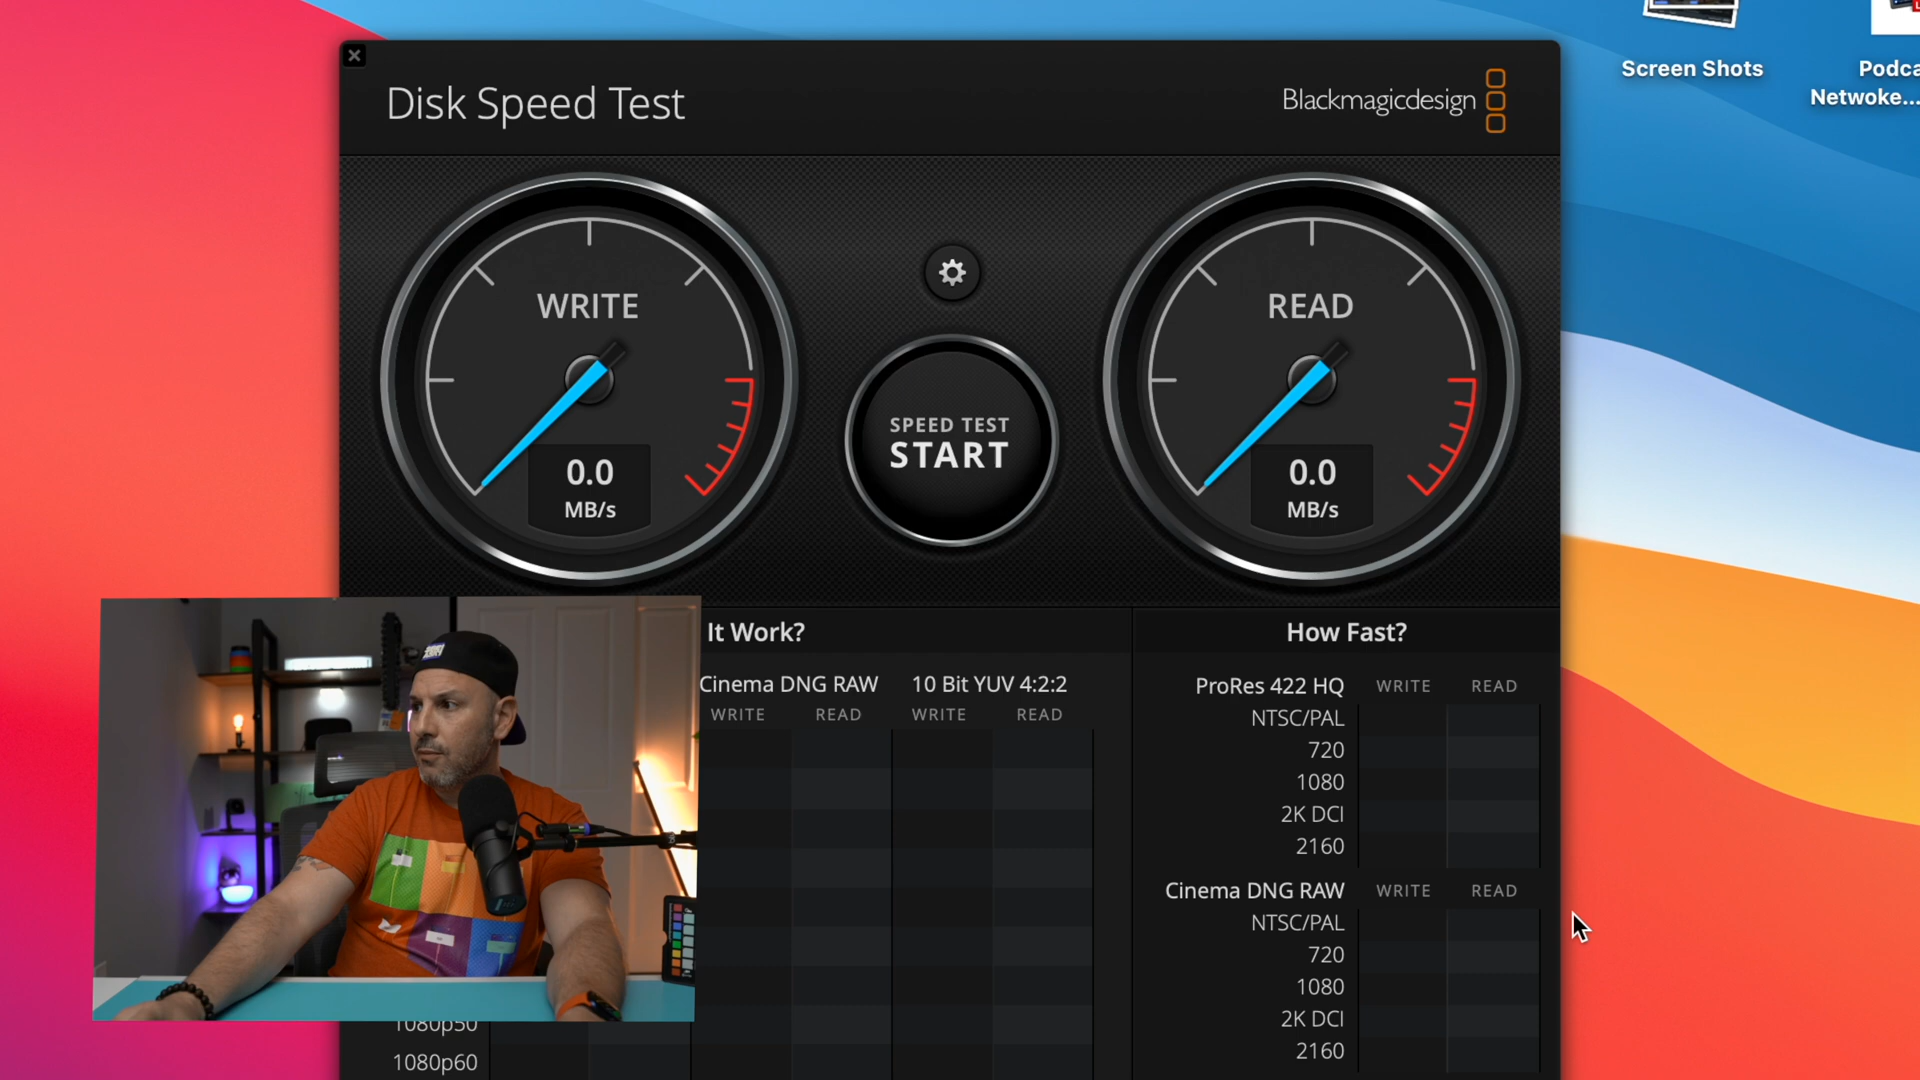 Screen Shots
Podca
Netwoke...
Disk Speed Test
Blackmagicdesign
WRITE
0.0
MB/s
SPEED TEST
START
READ
0.0
MB/s
It Work?
Cinema DNG RAW
10 Bit YUV 4:2:2
WRITE
READ
WRITE
READ
1080p50
1080p60
How Fast?
ProRes 422 HQ
WRITE
READ
NTSC/PAL
720
1080
2K DCI
2160
Cinema DNG RAW
WRITE
READ
NTSC/PAL
720
1080
2K DCI
2160